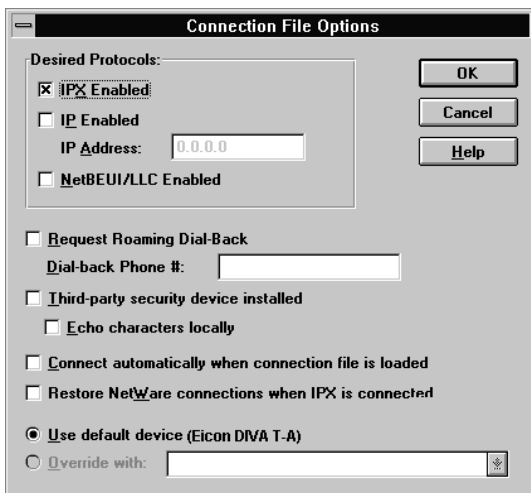 Connection File Options
Desired Protocols:
IPX Enabled
IP Enabled
IP Address: 0.0.0.0
NetBEUI/LLC Enabled
OK
Cancel
Help
Request Roaming Dial-Back
Dial-back Phone #:
Third-party security device installed
Echo characters locally
Connect automatically when connection file is loaded
Restore NetWare connections when IPX is connected
Use default device (Eicon DIVA T-A)
Override with: